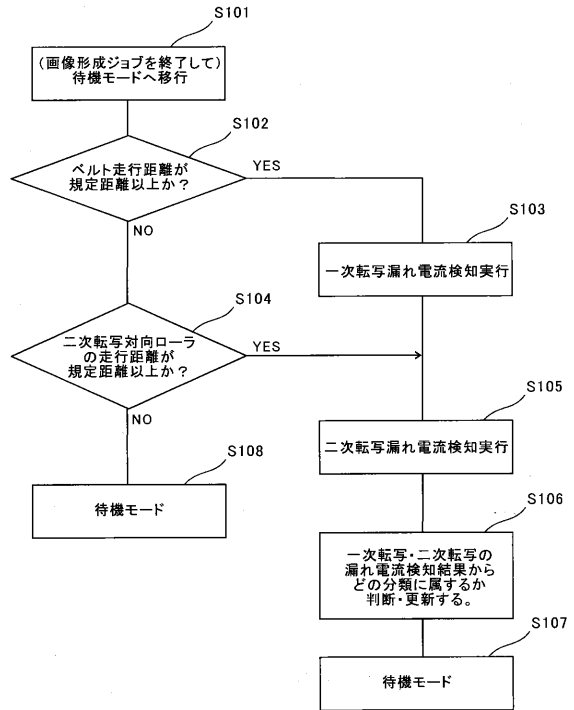 S101
(画像形成ジョブを終了して)
待機モードへ移行
S102
ベルト走行距離が
規定距離以上か？
YES
NO
S103
一次転写漏れ電流検知実行
S104
二次転写対向ローラ
の走行距離が
規定距離以上か？
YES
NO
S105
二次転写漏れ電流検知実行
S108
待機モード
S106
一次転写・二次転写の
漏れ電流検知結果から
どの分類に属するか
判断・更新する。
S107
待機モード